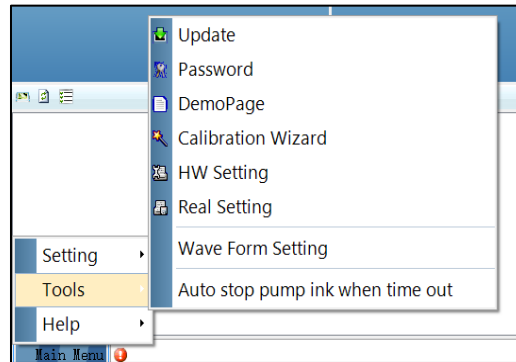 Update
Password
DemoPage
Calibration Wizard
HW Setting
Real Setting
Wave Form Setting
Auto stop pump ink when time out
Setting
Tools
Help
Main Menu